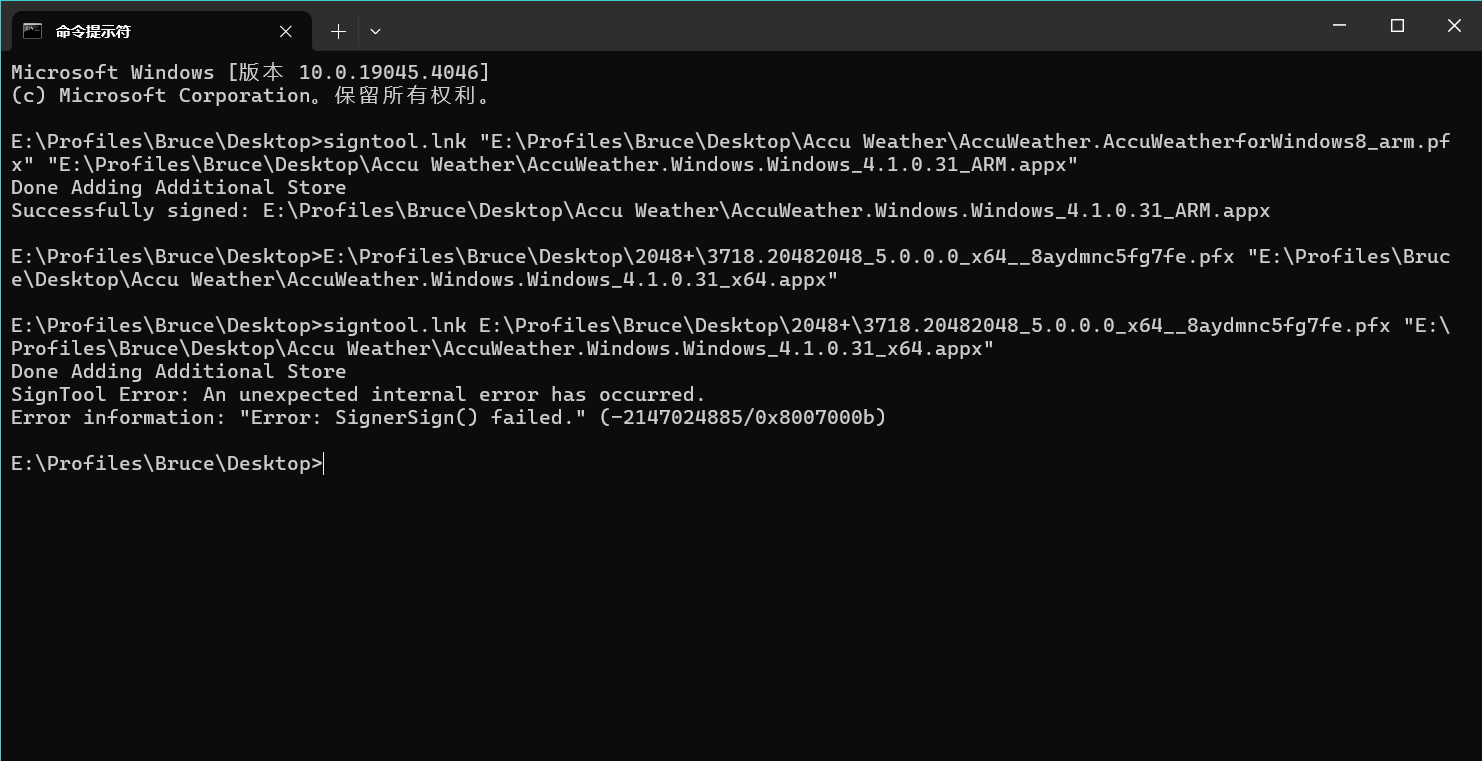 命令提示符
Microsoft Windows [版本 10.0.19045.4046]
(c) Microsoft Corporation。保留所有权利。
E:\Profiles\Bruce\Desktop>signtool.lnk "E:\Profiles\Bruce\Desktop\Accu Weather\AccuWeather.AccuWeatherforWindows8_arm.pf
x" "E:\Profiles\Bruce\Desktop\Accu Weather\AccuWeather.Windows.Windows_4.1.0.31_ARM.appx"
Done Adding Additional Store
Successfully signed: E:\Profiles\Bruce\Desktop\Accu Weather\AccuWeather.Windows.Windows_4.1.0.31_ARM.appx
E:\Profiles\Bruce\Desktop>E:\Profiles\Bruce\Desktop\2048+\3718.20482048_5.0.0.0_x64__8aydmnc5fg7fe.pfx "E:\Profiles\Bruc
e\Desktop\Accu Weather\AccuWeather.Windows.Windows_4.1.0.31_x64.appx"
E:\Profiles\Bruce\Desktop>signtool.lnk E:\Profiles\Bruce\Desktop\2048+\3718.20482048_5.0.0.0_x64__8aydmnc5fg7fe.pfx "E:\
Profiles\Bruce\Desktop\Accu Weather\AccuWeather.Windows.Windows_4.1.0.31_x64.appx"
Done Adding Additional Store
SignTool Error: An unexpected internal error has occurred.
Error information: "Error: SignerSign() failed." (-2147024885/0x8007000b)
E:\Profiles\Bruce\Desktop>